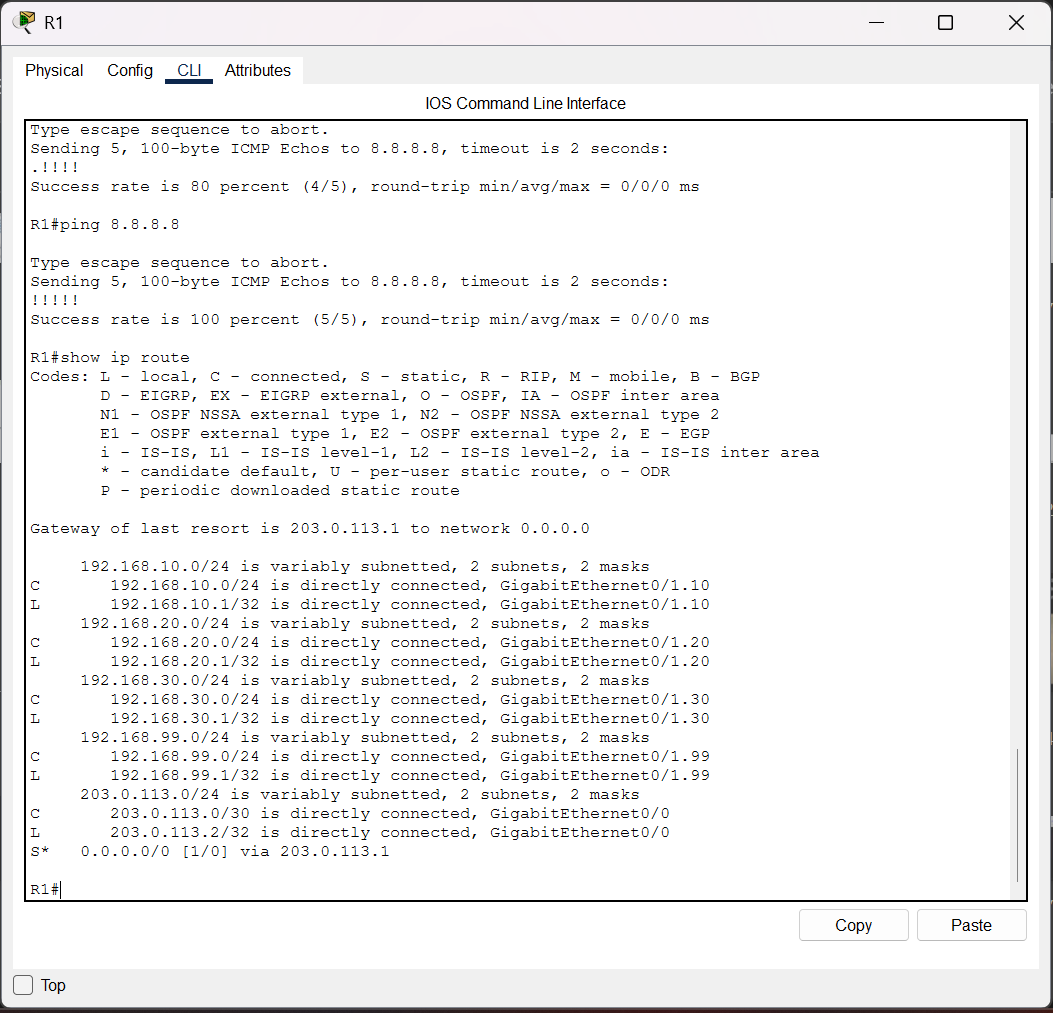 R1
Physical Config CLI Attributes
IOS Command Line Interface
Type escape sequence to abort.
Sending 5, 100-byte ICMP Echos to 8.8.8.8, timeout is 2 seconds:
.!!!!
Success rate is 80 percent (4/5), round-trip min/avg/max = 0/0/0 ms
R1#ping 8.8.8.8
Type escape sequence to abort.
Sending 5, 100-byte ICMP Echos to 8.8.8.8, timeout is 2 seconds:
!!!!!
Success rate is 100 percent (5/5), round-trip min/avg/max = 0/0/0 ms
R1#show ip route
Codes: L - local, C - connected, S - static, R - RIP, M - mobile, B - BGP
       D - EIGRP, EX - EIGRP external, O - OSPF, IA - OSPF inter area
       N1 - OSPF NSSA external type 1, N2 - OSPF NSSA external type 2
       E1 - OSPF external type 1, E2 - OSPF external type 2, E - EGP
       i - IS-IS, L1 - IS-IS level-1, L2 - IS-IS level-2, ia - IS-IS inter area
       * - candidate default, U - per-user static route, o - ODR
       P - periodic downloaded static route
Gateway of last resort is 203.0.113.1 to network 0.0.0.0
     192.168.10.0/24 is variably subnetted, 2 subnets, 2 masks
C       192.168.10.0/24 is directly connected, GigabitEthernet0/1.10
L       192.168.10.1/32 is directly connected, GigabitEthernet0/1.10
     192.168.20.0/24 is variably subnetted, 2 subnets, 2 masks
C       192.168.20.0/24 is directly connected, GigabitEthernet0/1.20
L       192.168.20.1/32 is directly connected, GigabitEthernet0/1.20
     192.168.30.0/24 is variably subnetted, 2 subnets, 2 masks
C       192.168.30.0/24 is directly connected, GigabitEthernet0/1.30
L       192.168.30.1/32 is directly connected, GigabitEthernet0/1.30
     192.168.99.0/24 is variably subnetted, 2 subnets, 2 masks
C       192.168.99.0/24 is directly connected, GigabitEthernet0/1.99
L       192.168.99.1/32 is directly connected, GigabitEthernet0/1.99
     203.0.113.0/24 is variably subnetted, 2 subnets, 2 masks
C       203.0.113.0/30 is directly connected, GigabitEthernet0/0
L       203.0.113.2/32 is directly connected, GigabitEthernet0/0
S*   0.0.0.0/0 [1/0] via 203.0.113.1
R1#
Copy Paste
Top